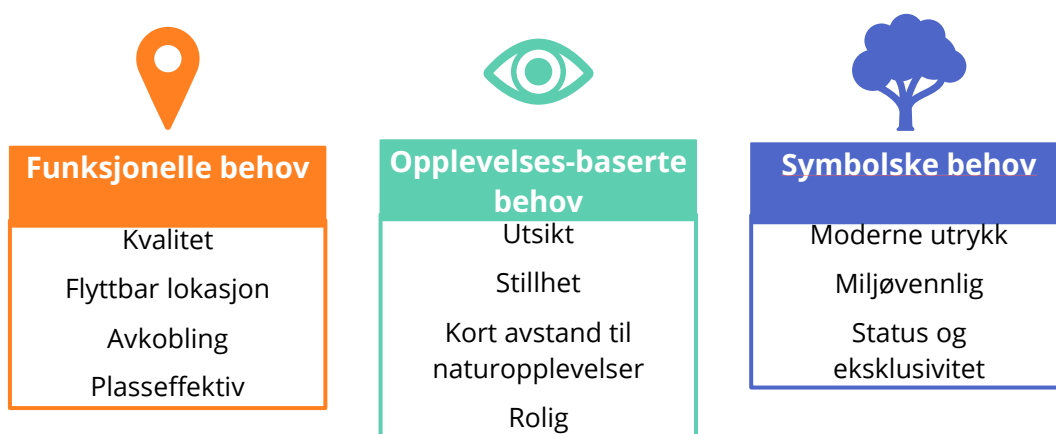 Funksjonelle behov
Kvalitet
Flyttbar lokasjon
Avkobling
Plasseffektiv
Opplevelses-baserte
behov
Utsikt
Stillhet
Kort avstand til
naturopplevelser
Rolig
Symbolske behov
Moderne utrykk
Miljøvennlig
Status og
eksklusivitet